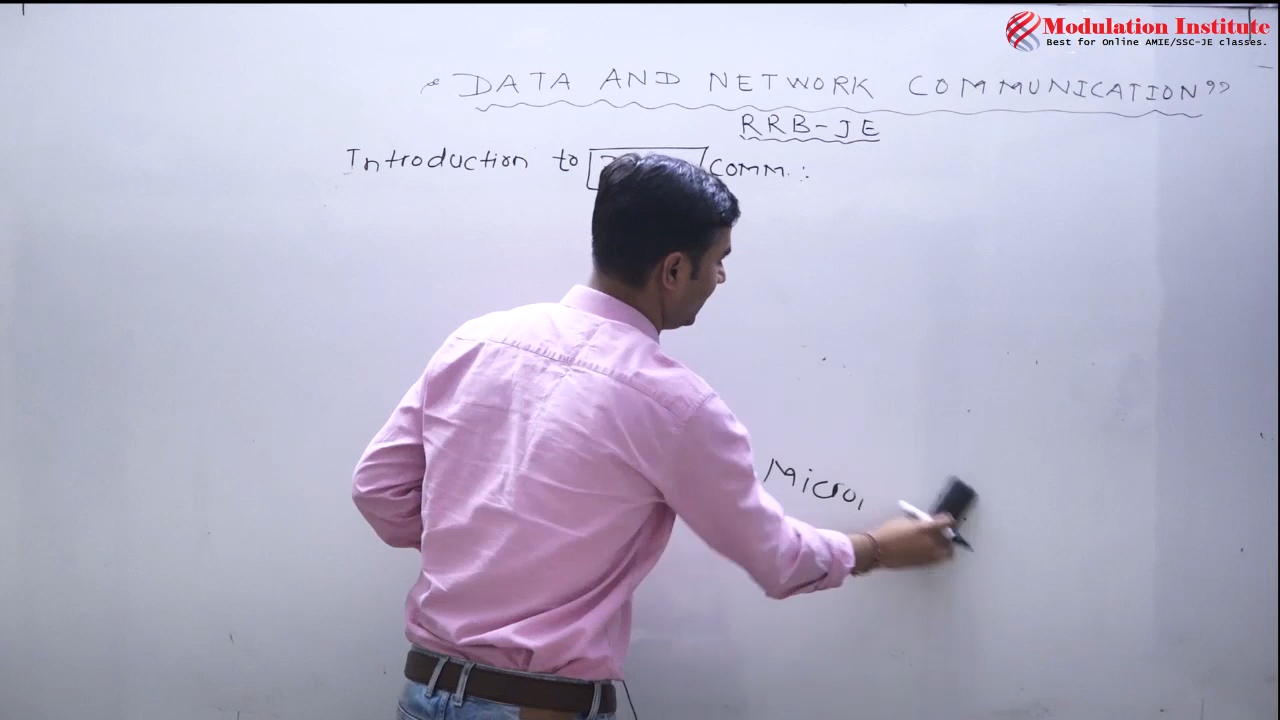 Modulation Institute
Best for Online AMIE/SSC-JE classes.
"DATA AND NETWORK COMMUNICATION"
RRB-JE
Introduction to comm. :
Micro